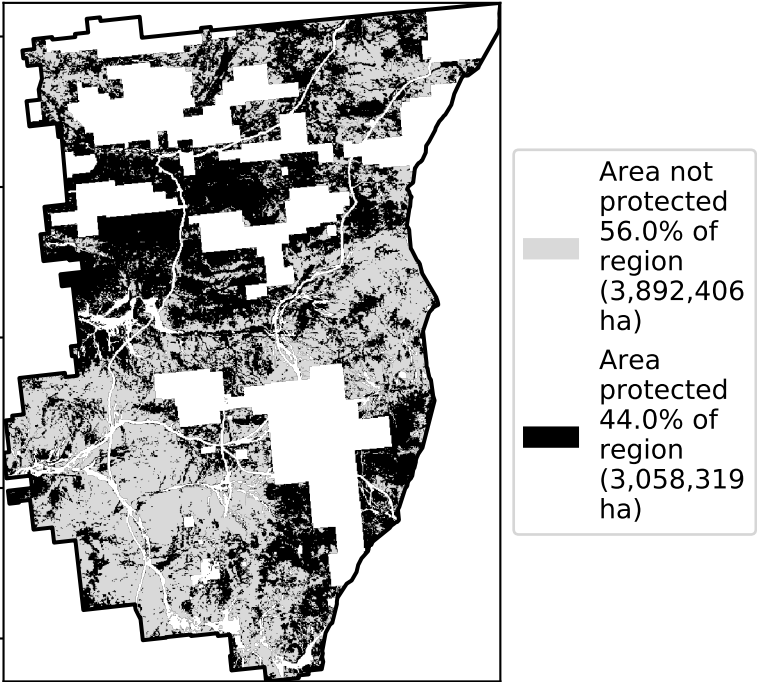 Area not
protected
56.0% of
region
(3,892,406
ha)
Area
protected
44.0% of
region
(3,058,319
ha)